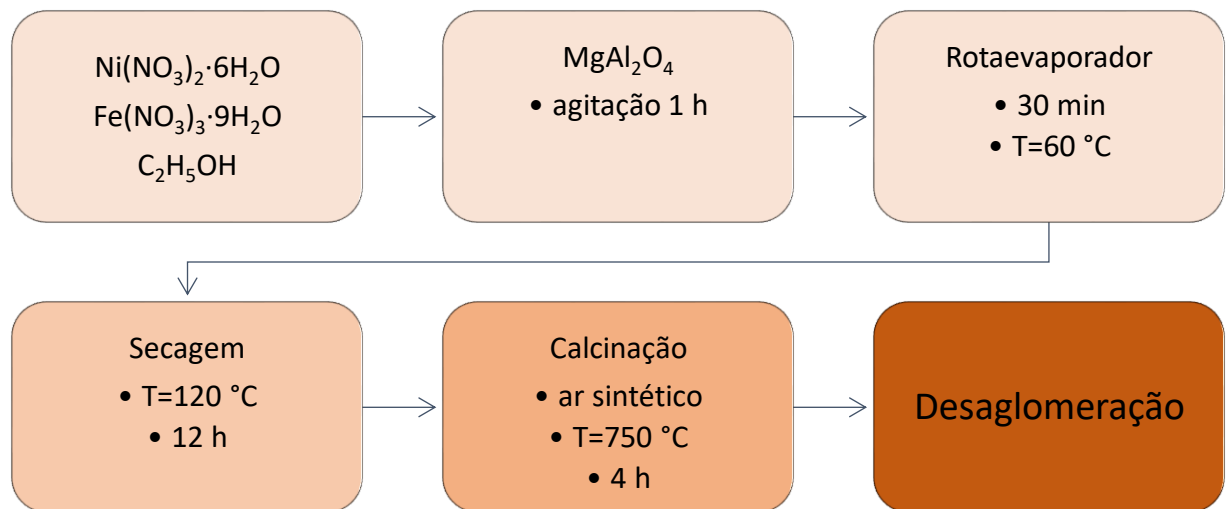 Ni(NO₃)₂·6H₂O
Fe(NO₃)₃·9H₂O
C₂H₅OH
MgAl₂O₄
• agitação 1 h
Rotaevaporador
• 30 min
• T=60 °C
Secagem
• T=120 °C
• 12 h
Calcinação
• ar sintético
• T=750 °C
• 4 h
Desaglomeração